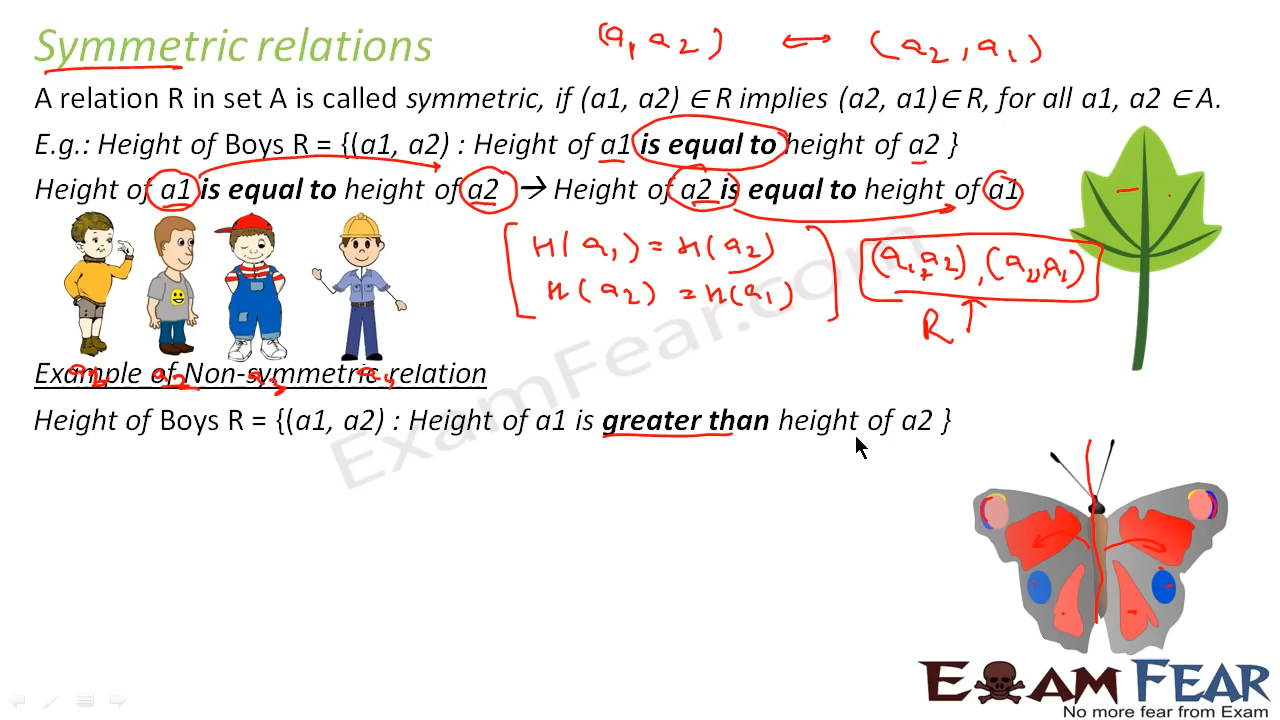 Symmetric relations
(a1 a2) ↔ (a2, a1)
A relation R in set A is called symmetric, if (a1, a2) ∈ R implies (a2, a1)∈ R, for all a1, a2 ∈ A.
E.g.: Height of Boys R = {(a1, a2) : Height of a1 is equal to height of a2 }
Height of a1 is equal to height of a2 → Height of a2 is equal to height of a1
H(a1) = H(a2)
H(a2) = H(a1)
(a1, a2), (a2, a1)
R
a2 a3 a4
Example of Non-symmetric relation
Height of Boys R = {(a1, a2) : Height of a1 is greater than height of a2 }
ExamFear.com
EXAM FEAR
No more fear from Exam